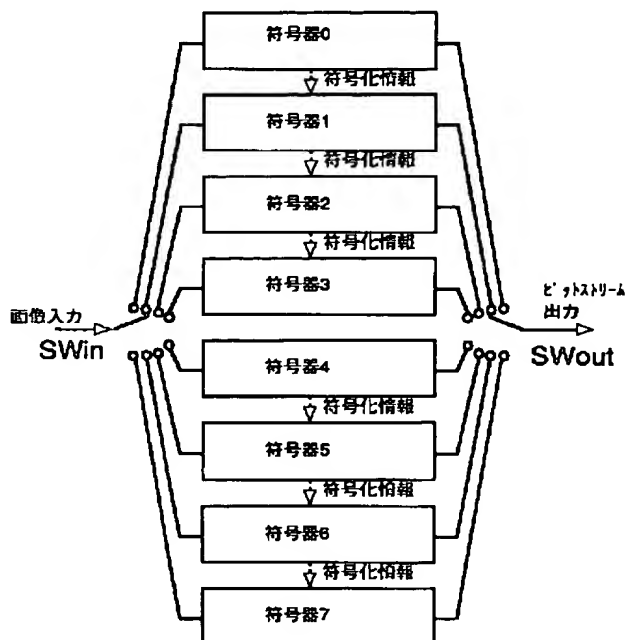 符号器0
符号化情報
符号器1
符号化情報
符号器2
符号化情報
符号器3
画像入力
SWin
ビットストリーム
出力
SWout
符号器4
符号化情報
符号器5
符号化情報
符号器6
符号化情報
符号器7